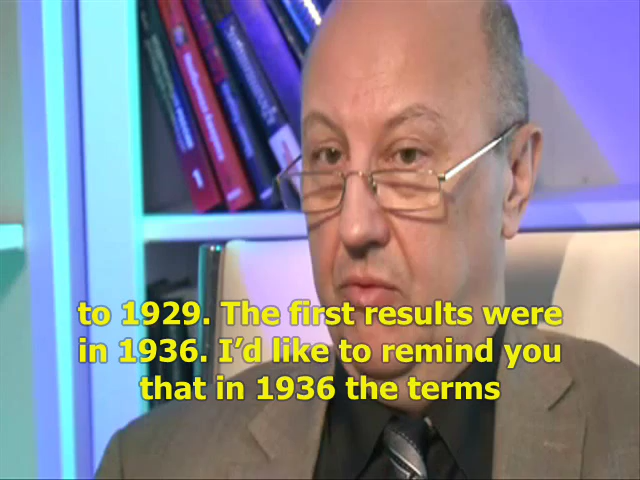 to 1929. The first results were
in 1936. I’d like to remind you
that in 1936 the terms